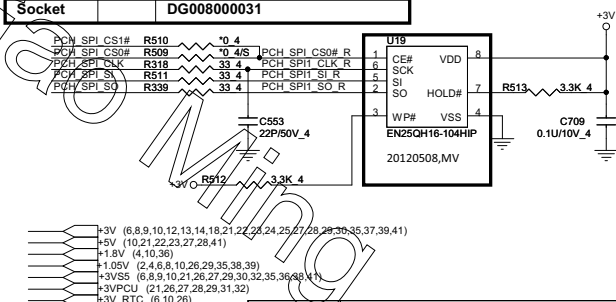 Socket DG008000031
+3V
PCH_SPI_CS1# R510 *0_4
PCH_SPI_CS0# R509 *0_4/S PCH_SPI_CS0#_R
PCH_SPI_CLK R318 33_4 PCH_SPI1_CLK_R
PCH_SPI_SI R511 33_4 PCH_SPI1_SI_R
PCH_SPI_SO R339 33_4 PCH_SPI1_SO_R
U19
1 CE# VDD 8
6 SCK
5 SI
2 SO HOLD# 7
3 WP# VSS 4
EN25QH16-104HIP
20120508,MV
R513 3.3K_4
C709
0.1U/10V_4
C553
22P/50V_4
+3V R512 3.3K_4
+3V (6,8,9,10,12,13,14,18,21,22,23,24,25,27,28,29,30,35,37,39,41)
+5V (10,21,22,23,27,28,41)
+1.8V (4,10,36)
+1.05V (2,4,6,8,10,26,29,35,38,39)
+3VS5 (6,8,9,10,21,26,27,29,30,32,35,36,38,41)
+3VPCU (21,26,27,28,29,31,32)
+3V_RTC (6,10,26)
ao Ming